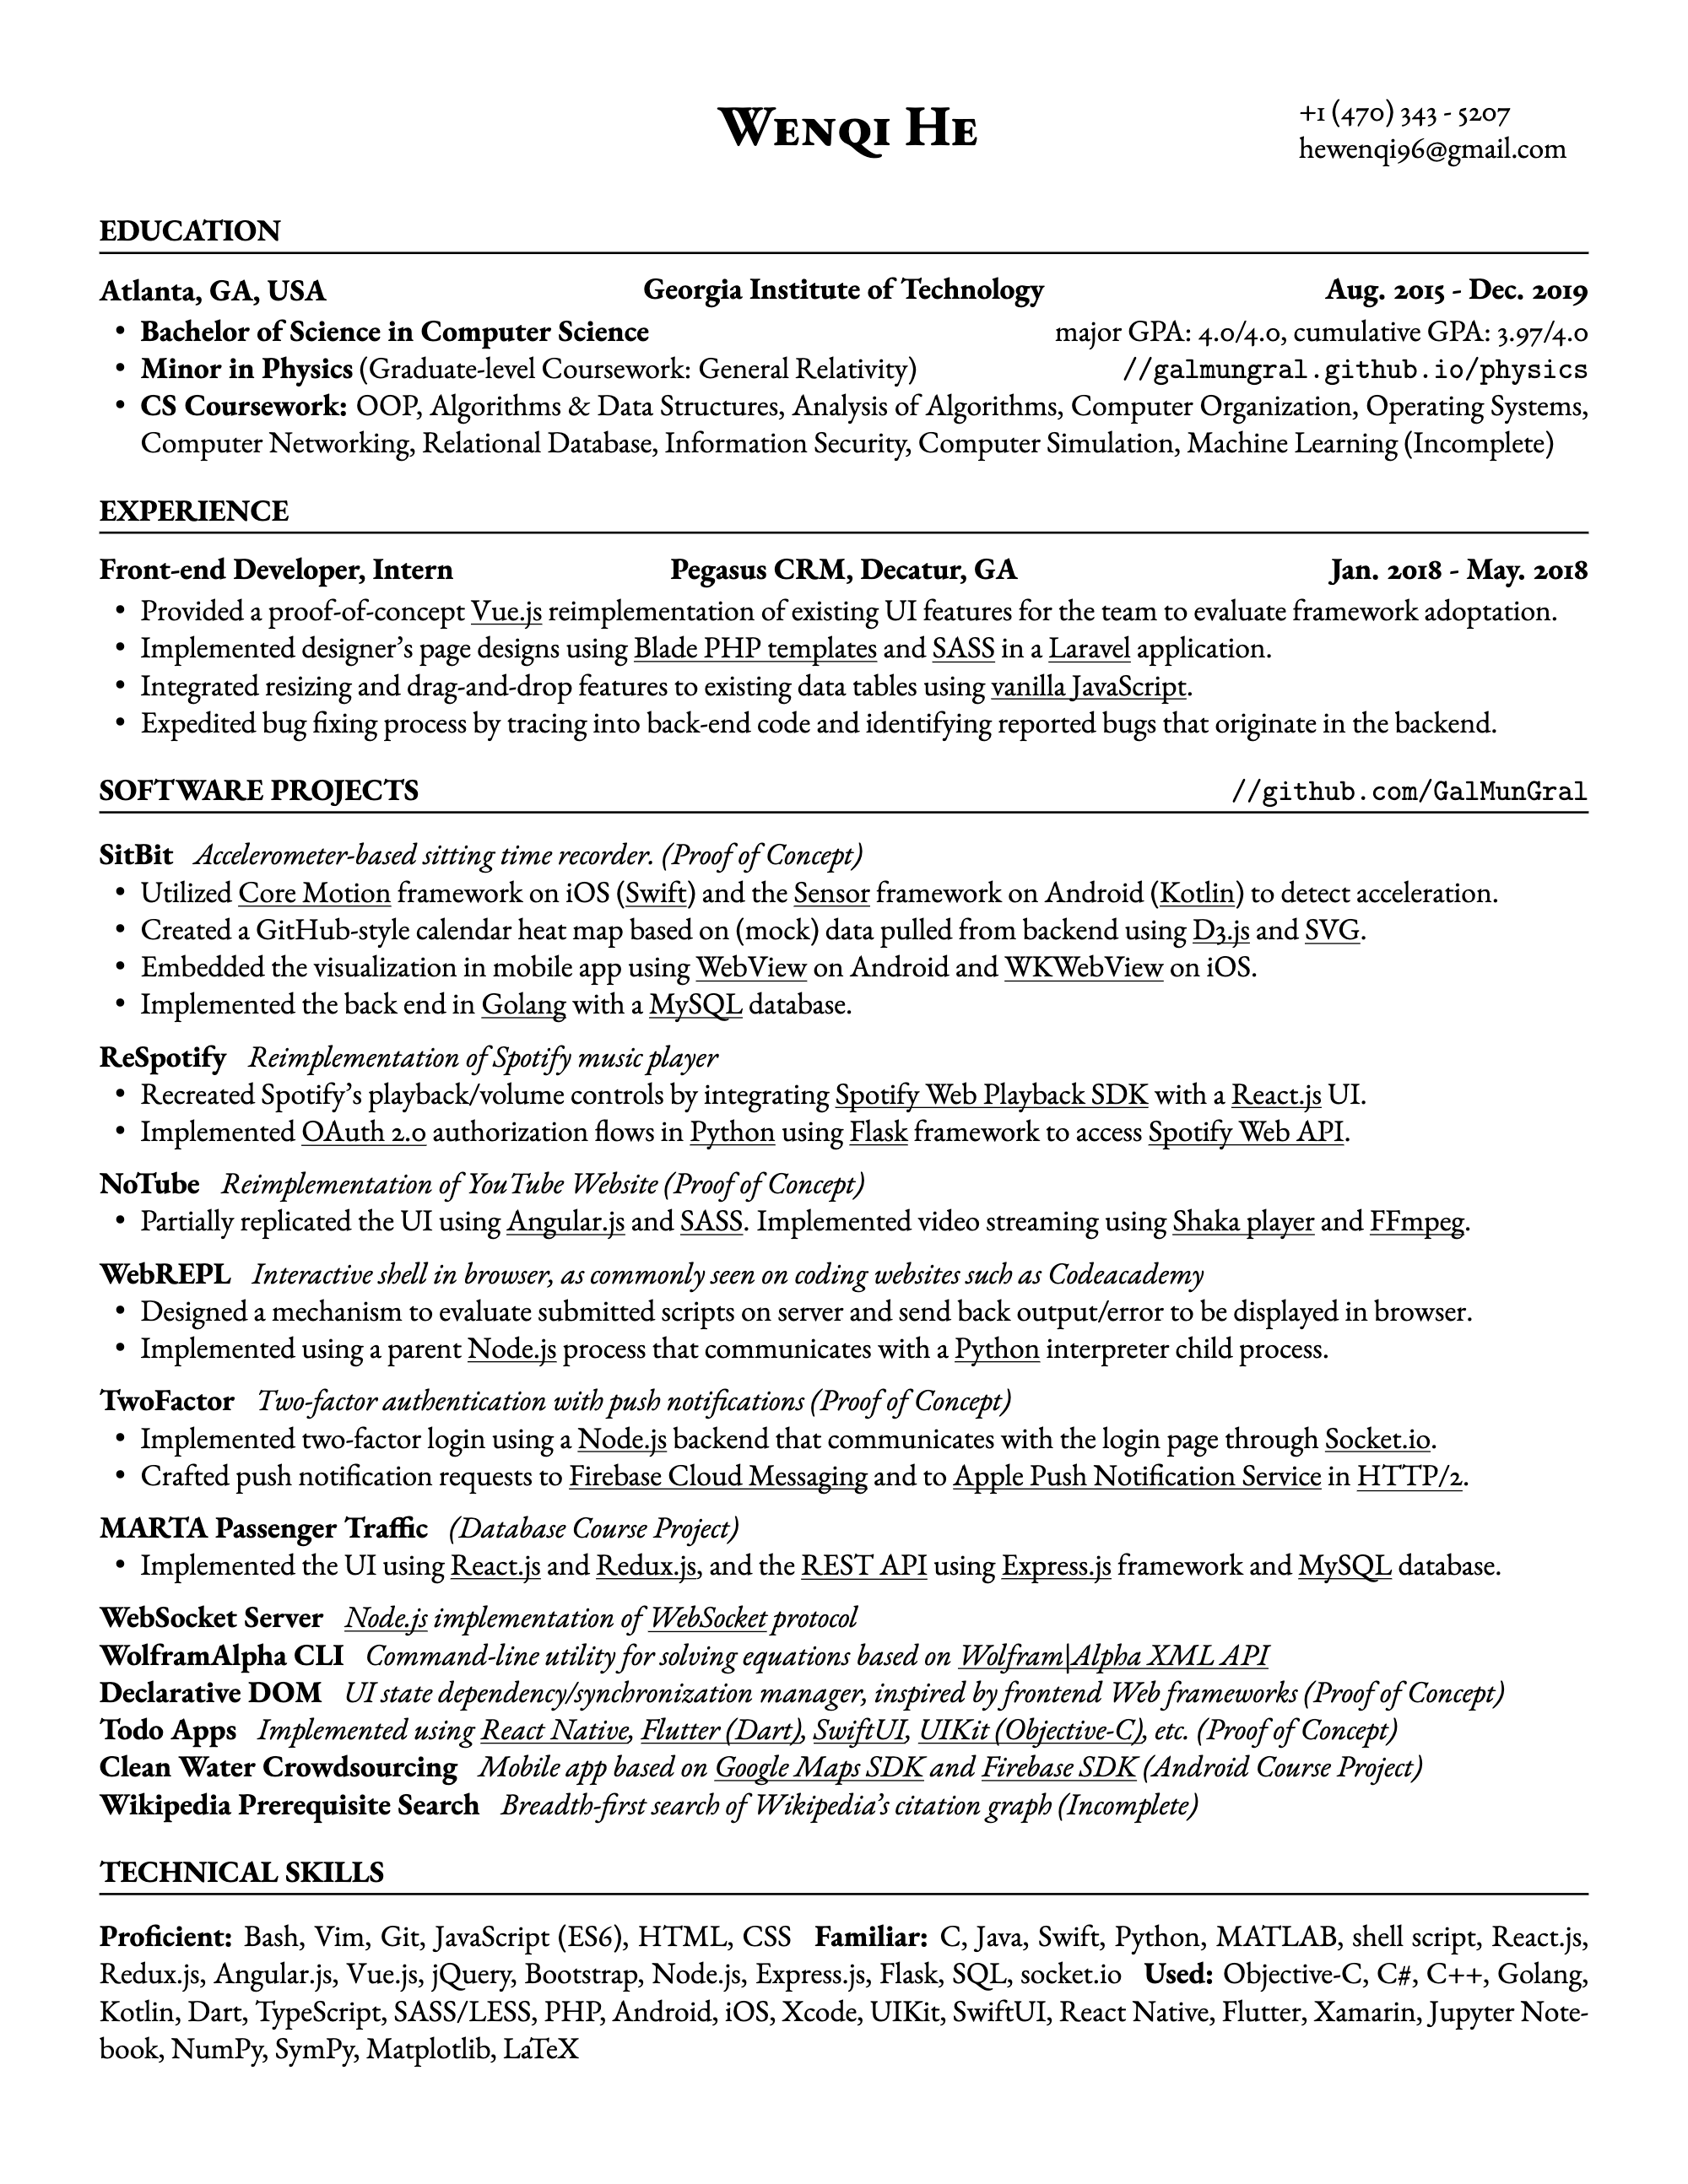 Wenqi He
+1 (470) 343 - 5207
hewenqi96@gmail.com
EDUCATION
Atlanta, GA, USA Georgia Institute of Technology Aug. 2015 - Dec. 2019
• Bachelor of Science in Computer Science major GPA: 4.0/4.0, cumulative GPA: 3.97/4.0
• Minor in Physics (Graduate-level Coursework: General Relativity) //galmungral.github.io/physics
• CS Coursework: OOP, Algorithms & Data Structures, Analysis of Algorithms, Computer Organization, Operating Systems,
Computer Networking, Relational Database, Information Security, Computer Simulation, Machine Learning (Incomplete)
EXPERIENCE
Front-end Developer, Intern Pegasus CRM, Decatur, GA Jan. 2018 - May. 2018
• Provided a proof-of-concept Vue.js reimplementation of existing UI features for the team to evaluate framework adoption.
• Implemented designer's page designs using Blade PHP templates and SASS in a Laravel application.
• Integrated resizing and drag-and-drop features to existing data tables using vanilla JavaScript.
• Expedited bug fixing process by tracing into back-end code and identifying reported bugs that originate in the backend.
SOFTWARE PROJECTS //github.com/GalMunGral
SitBit Accelerometer-based sitting time recorder. (Proof of Concept)
• Utilized Core Motion framework on iOS (Swift) and the Sensor framework on Android (Kotlin) to detect acceleration.
• Created a GitHub-style calendar heat map based on (mock) data pulled from backend using D3.js and SVG.
• Embedded the visualization in mobile app using WebView on Android and WKWebView on iOS.
• Implemented the back end in Golang with a MySQL database.
ReSpotify Reimplementation of Spotify music player
• Recreated Spotify's playback/volume controls by integrating Spotify Web Playback SDK with a React.js UI.
• Implemented OAuth 2.0 authorization flows in Python using Flask framework to access Spotify Web API.
NoTube Reimplementation of YouTube Website (Proof of Concept)
• Partially replicated the UI using Angular.js and SASS. Implemented video streaming using Shaka player and FFmpeg.
WebREPL Interactive shell in browser, as commonly seen on coding websites such as Codeacademy
• Designed a mechanism to evaluate submitted scripts on server and send back output/error to be displayed in browser.
• Implemented using a parent Node.js process that communicates with a Python interpreter child process.
TwoFactor Two-factor authentication with push notifications (Proof of Concept)
• Implemented two-factor login using a Node.js backend that communicates with the login page through Socket.io.
• Crafted push notification requests to Firebase Cloud Messaging and to Apple Push Notification Service in HTTP/2.
MARTA Passenger Traffic (Database Course Project)
• Implemented the UI using React.js and Redux.js, and the REST API using Express.js framework and MySQL database.
WebSocket Server Node.js implementation of WebSocket protocol
WolframAlpha CLI Command-line utility for solving equations based on Wolfram|Alpha XML API
Declarative DOM UI state dependency/synchronization manager, inspired by frontend Web frameworks (Proof of Concept)
Todo Apps Implemented using React Native, Flutter (Dart), SwiftUI, UIKit (Objective-C), etc. (Proof of Concept)
Clean Water Crowdsourcing Mobile app based on Google Maps SDK and Firebase SDK (Android Course Project)
Wikipedia Prerequisite Search Breadth-first search of Wikipedia's citation graph (Incomplete)
TECHNICAL SKILLS
Proficient: Bash, Vim, Git, JavaScript (ES6), HTML, CSS Familiar: C, Java, Swift, Python, MATLAB, shell script, React.js,
Redux.js, Angular.js, Vue.js, jQuery, Bootstrap, Node.js, Express.js, Flask, SQL, socket.io Used: Objective-C, C#, C++, Golang,
Kotlin, Dart, TypeScript, SASS/LESS, PHP, Android, iOS, Xcode, UIKit, SwiftUI, React Native, Flutter, Xamarin, Jupyter Note-
book, NumPy, SymPy, Matplotlib, LaTeX